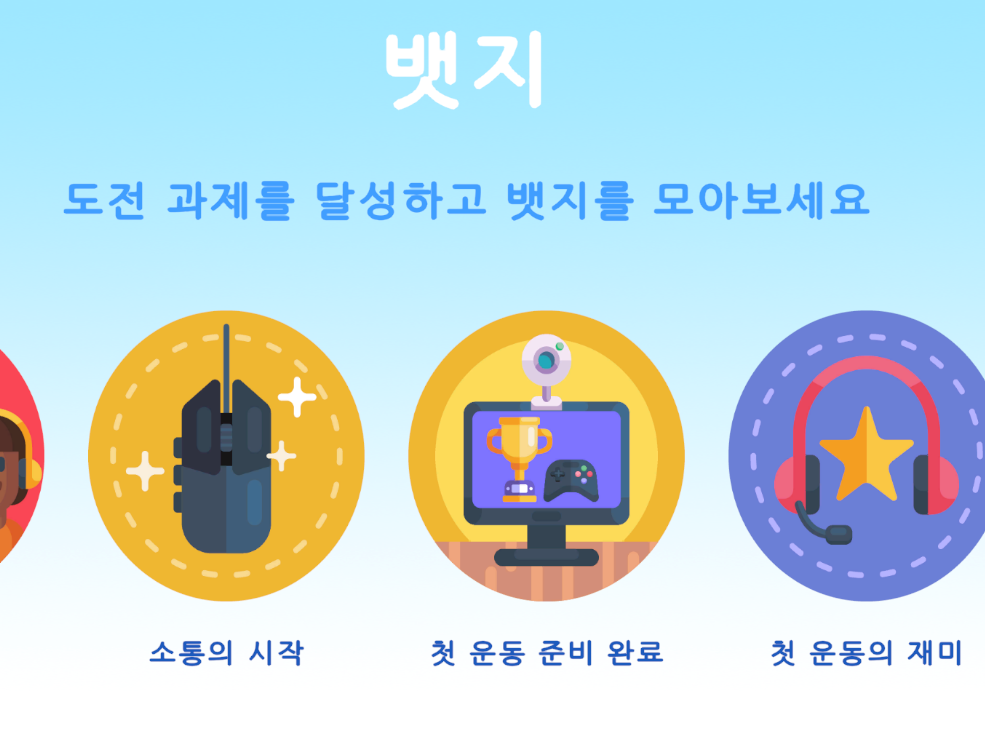 뱃지
도전 과제를 달성하고 뱃지를 모아보세요
소통의 시작
첫 운동 준비 완료
첫 운동의 재미